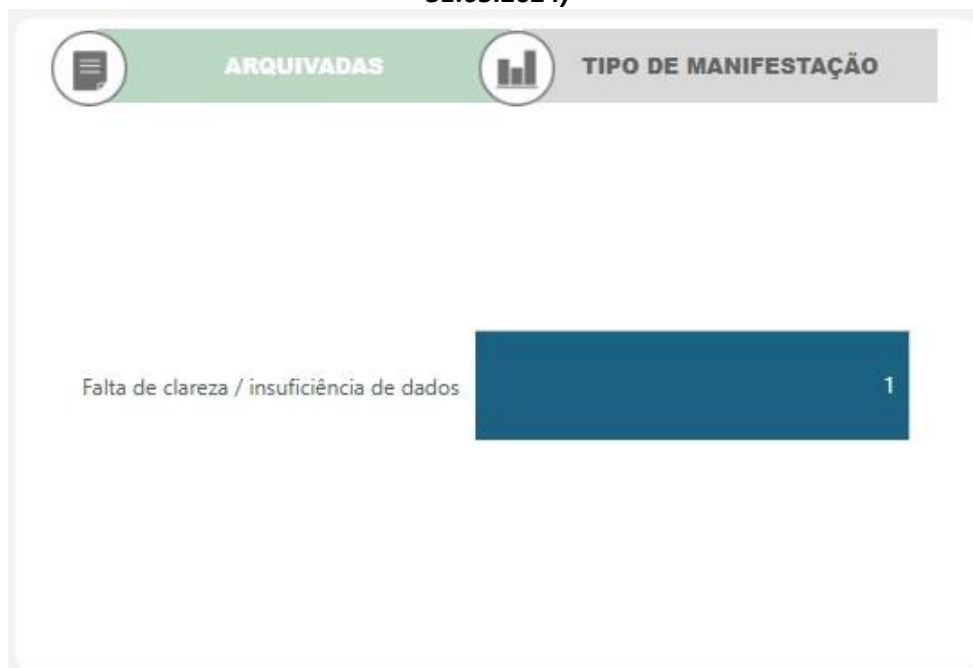 ARQUIVADAS
TIPO DE MANIFESTAÇÃO
Falta de clareza / insuficiência de dados
1